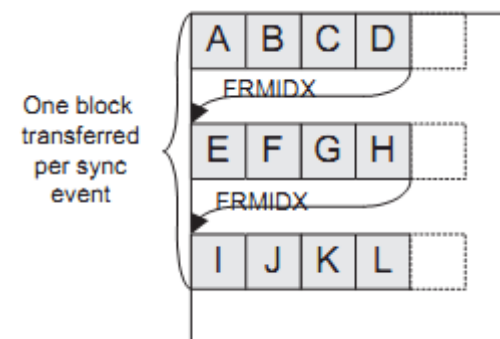 A B C D
FRMIDX
One block
transferred
per sync
event
E F G H
FRMIDX
I J K L